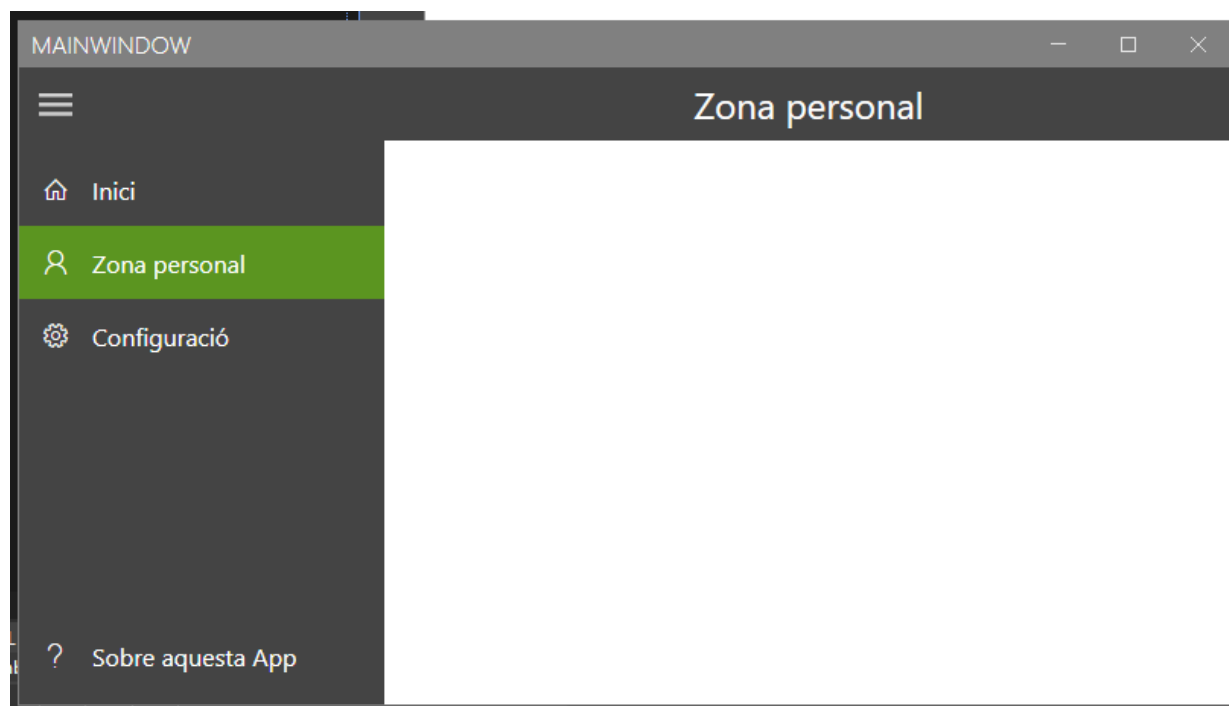 MAINWINDOW
Zona personal
Inici
Zona personal
Configuració
?
Sobre aquesta App